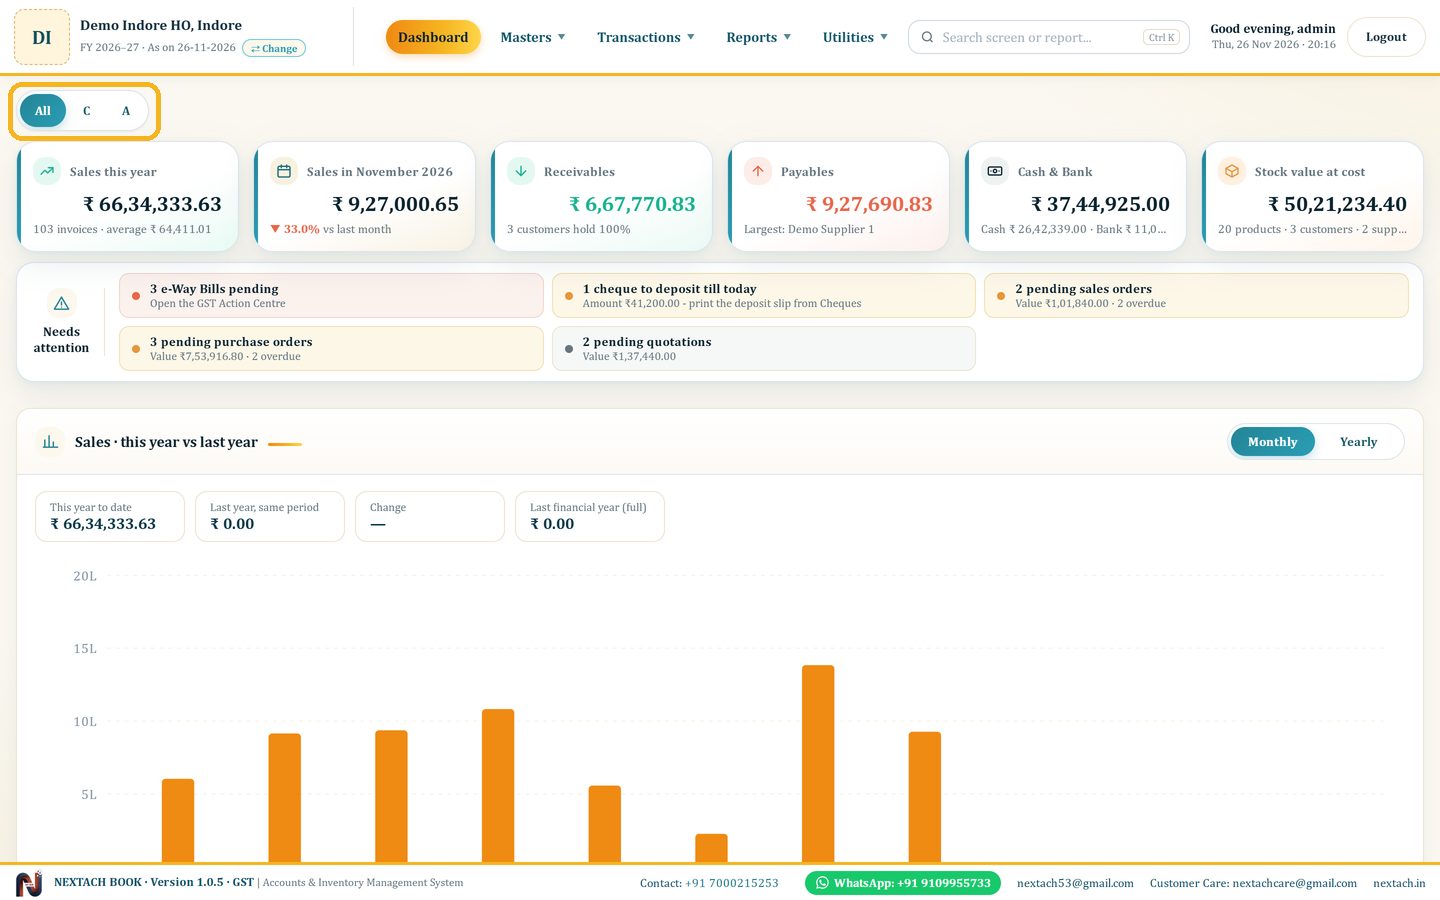 DI
Demo Indore HO, Indore
FY 2026–27 · As on 26-11-2026
⇄ Change
Dashboard
Masters ▼
Transactions ▼
Reports ▼
Utilities ▼
Search screen or report...
Ctrl K
Good evening, admin
Thu, 26 Nov 2026 · 20:16
Logout
All
C
A
Sales this year
₹ 66,34,333.63
103 invoices · average ₹ 64,411.01
Sales in November 2026
₹ 9,27,000.65
▼ 33.0% vs last month
Receivables
₹ 6,67,770.83
3 customers hold 100%
Payables
₹ 9,27,690.83
Largest: Demo Supplier 1
Cash & Bank
₹ 37,44,925.00
Cash ₹ 26,42,339.00 · Bank ₹ 11,0...
Stock value at cost
₹ 50,21,234.40
20 products · 3 customers · 2 supp...
Needs
attention
3 e-Way Bills pending
Open the GST Action Centre
1 cheque to deposit till today
Amount ₹41,200.00 - print the deposit slip from Cheques
2 pending sales orders
Value ₹1,01,840.00 · 2 overdue
3 pending purchase orders
Value ₹7,53,916.80 · 2 overdue
2 pending quotations
Value ₹1,37,440.00
Sales · this year vs last year
Monthly
Yearly
This year to date
₹ 66,34,333.63
Last year, same period
₹ 0.00
Change
—
Last financial year (full)
₹ 0.00
20L
15L
10L
5L
NEXTACH BOOK · Version 1.0.5 · GST | Accounts & Inventory Management System
Contact: +91 7000215253
WhatsApp: +91 9109955733
nextach53@gmail.com
Customer Care: nextachcare@gmail.com
nextach.in